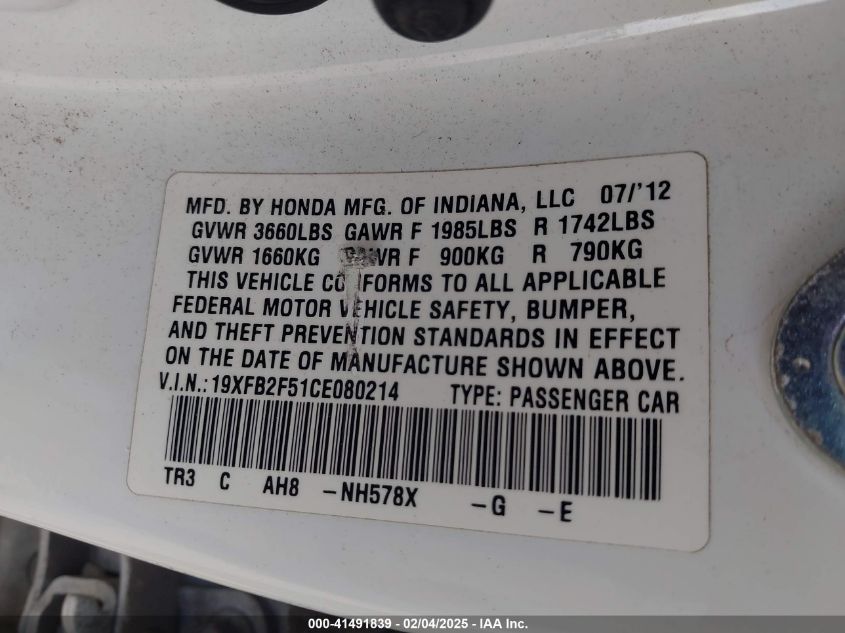 MFD. BY HONDA MFG. OF INDIANA, LLC 07/'12
GVWR 3660LBS GAWR F 1985LBS R 1742LBS
GVWR 1660KG GAWR F 900KG R 790KG
THIS VEHICLE CONFORMS TO ALL APPLICABLE
FEDERAL MOTOR VEHICLE SAFETY, BUMPER,
AND THEFT PREVENTION STANDARDS IN EFFECT
ON THE DATE OF MANUFACTURE SHOWN ABOVE.
V.I.N.:19XFB2F51CE080214 TYPE: PASSENGER CAR
TR3 C AH8 -NH578X -G -E
000-41491839 - 02/04/2025 - IAA Inc.